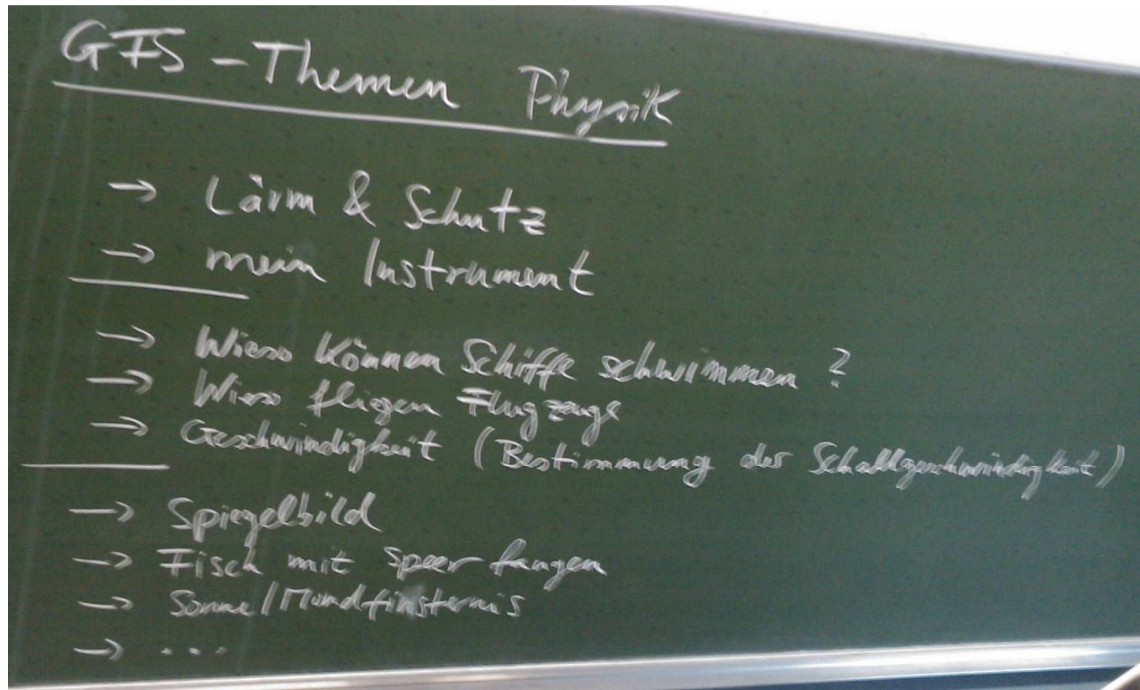 GFS - Themen Physik
→ Lärm & Schutz
→ mein Instrument
→ Wieso können Schiffe schwimmen ?
→ Wieso fliegen Flugzeuge
→ Geschwindigkeit (Bestimmung der Schallgeschwindigkeit)
→ Spiegelbild
→ Fisch mit Speer fangen
→ Sonne/Mondfinsternis
→ ...